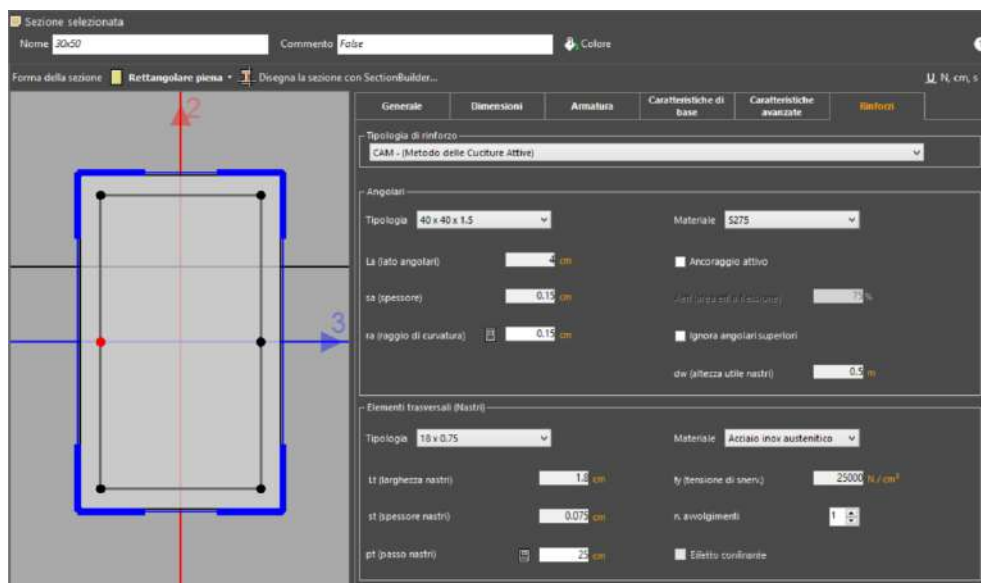 Sezione selezionata
Nome 30x50 Commento False Colore
Forma della sezione Rettangolare piena Disegna la sezione con SectionBuilder... U N, cm, s
Generale Dimensioni Armatura Caratteristiche di base Caratteristiche avanzate Rinforzi
2
3
Tipologia di rinforzo
CAM - (Metodo delle Cuciture Attive)
Angolari
Tipologia 40 x 40 x 1.5 Materiale S275
La (lato angolari) 4 cm Ancoraggio attivo
sa (spessore) 0.15 cm %
ra (raggio di curvatura) 0.15 cm Ignora angolari superiori
dw (altezza utile nastri) 0.5 m
Elementi trasversali (Nastri)
Tipologia 18 x 0.75 Materiale Acciaio inox austenitico
Lt (larghezza nastri) 1.8 cm fy (tensione di snerv.) 25000 N / cm²
st (spessore nastri) 0.075 cm n. avvolgimenti 1
pt (passo nastri) 25 cm Effetto confinante